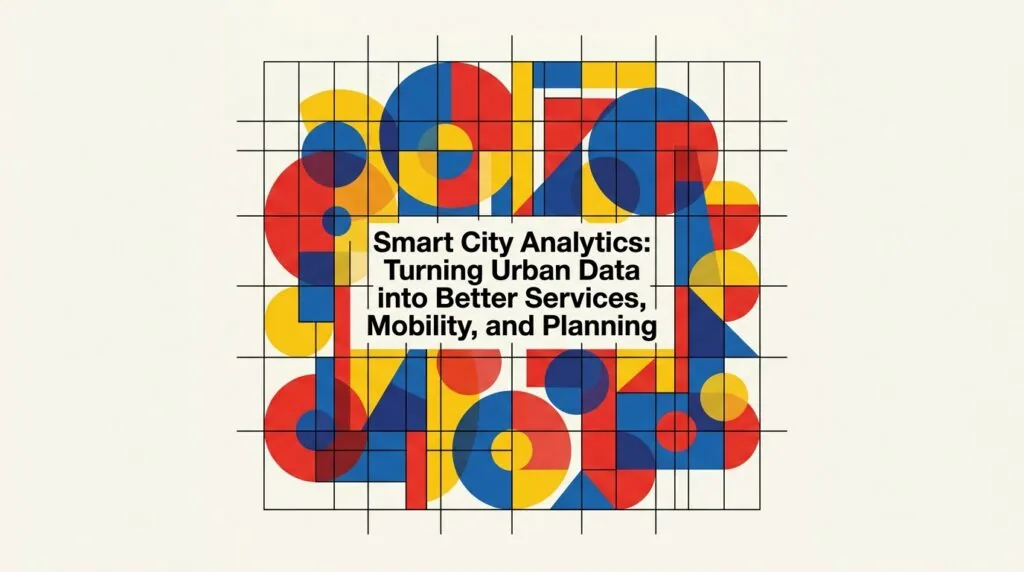 Smart City Analytics:
Turning Urban Data
into Better Services,
Mobility, and Planning